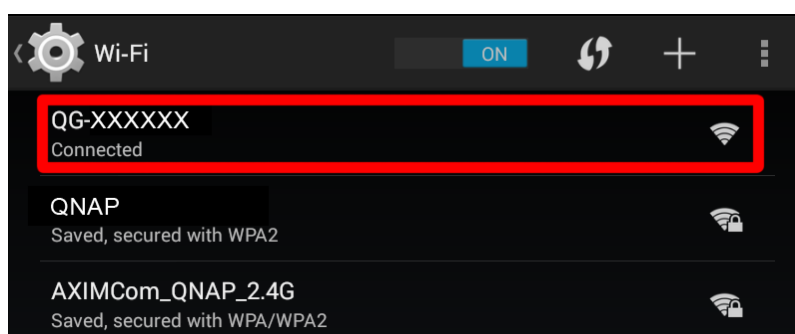 Wi-Fi
ON
QG-XXXXXX
Connected
QNAP
Saved, secured with WPA2
AXIMCom_QNAP_2.4G
Saved, secured with WPA/WPA2